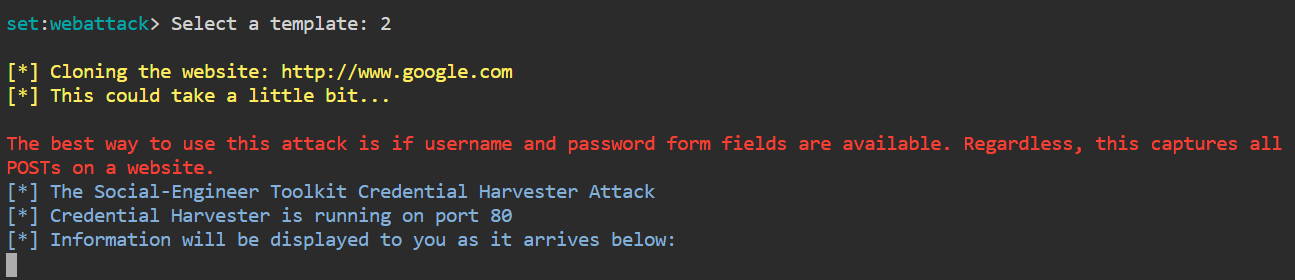 set:webattack> Select a template: 2
[*] Cloning the website: http://www.google.com
[*] This could take a little bit...
The best way to use this attack is if username and password form fields are available. Regardless, this captures all
POSTs on a website.
[*] The Social-Engineer Toolkit Credential Harvester Attack
[*] Credential Harvester is running on port 80
[*] Information will be displayed to you as it arrives below: